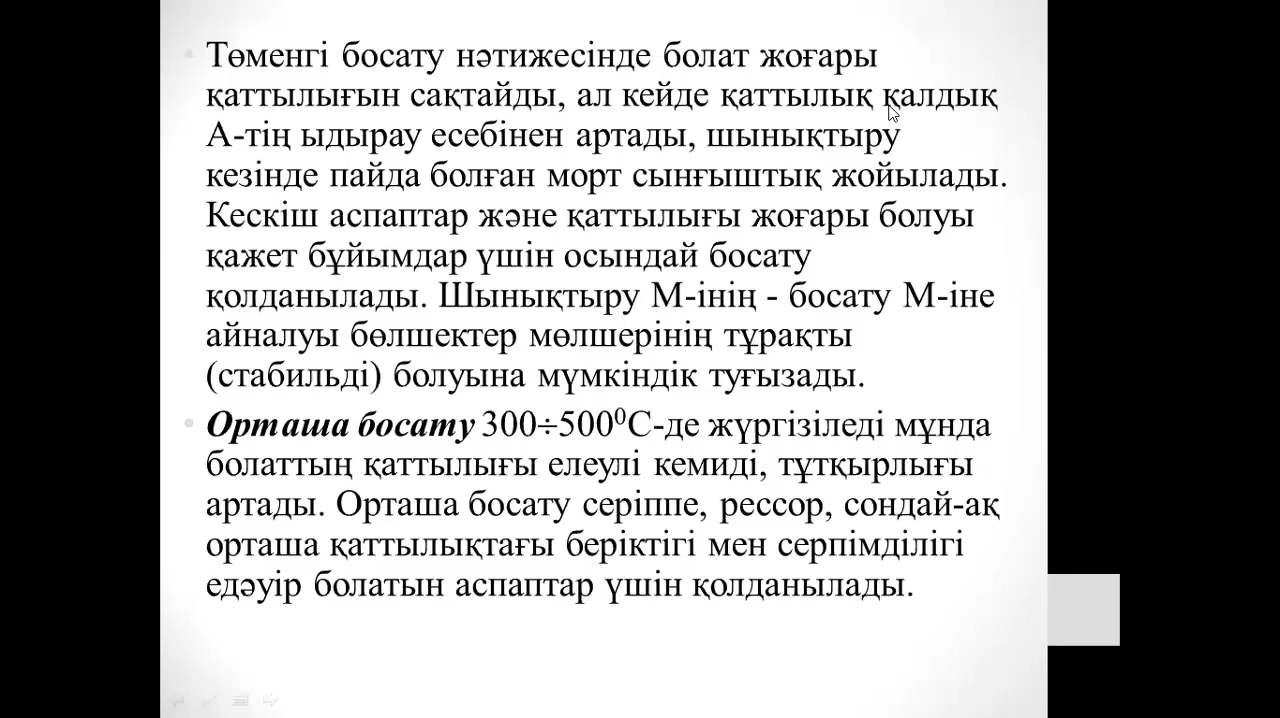 Төменгі босату нәтижесінде болат жоғары
қаттылығын сақтайды, ал кейде қаттылық қалдық
А-тің ыдырау есебінен артады, шынықтыру
кезінде пайда болған морт сынғыштық жойылады.
Кескіш аспаптар және қаттылығы жоғары болуы
қажет бұйымдар үшін осындай босату
қолданылады. Шынықтыру М-інің - босату М-іне
айналуы бөлшектер мөлшерінің тұрақты
(стабильді) болуына мүмкіндік туғызады.
Орташа босату 300÷500⁰С-де жүргізіледі мұнда
болаттың қаттылығы елеулі кемиді, тұтқырлығы
артады. Орташа босату серіппе, рессор, сондай-ақ
орташа қаттылықтағы беріктігі мен серпімділігі
едәуір болатын аспаптар үшін қолданылады.